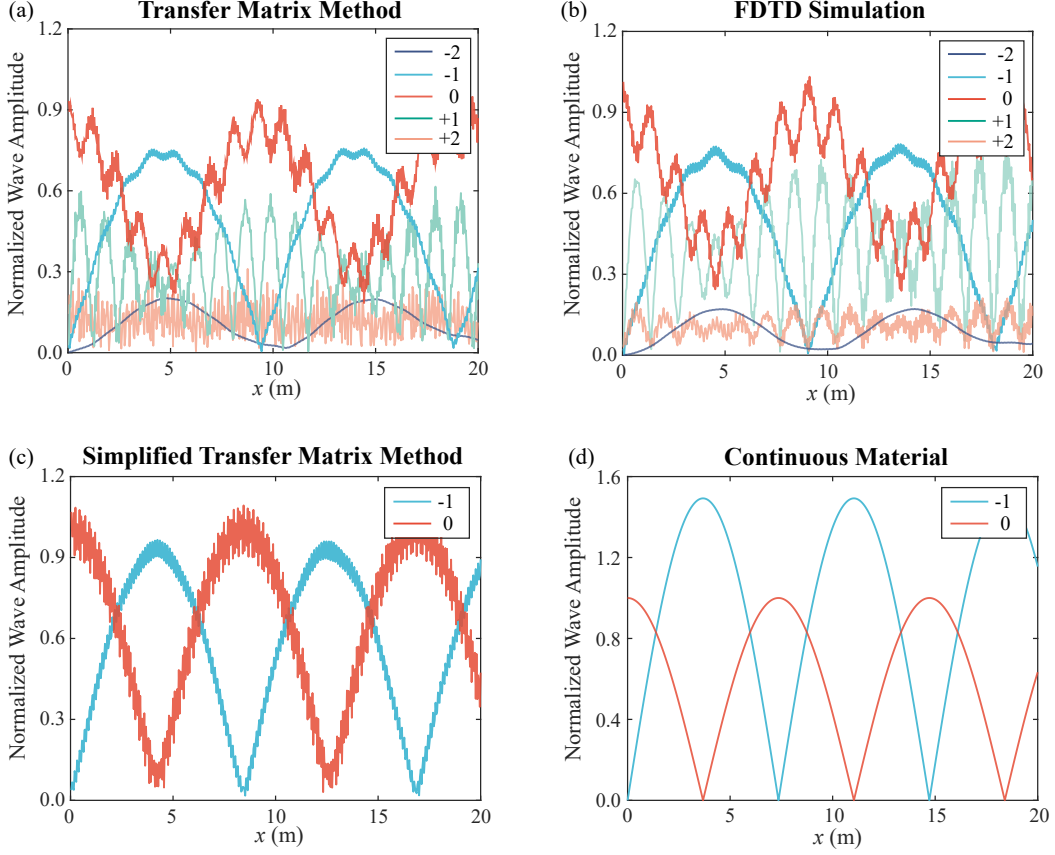 (a) Transfer Matrix Method
Normalized Wave Amplitude
1.2
0.9
0.6
0.3
0.0
-2
-1
0
+1
+2
0 5 10 15 20
x (m)
(b) FDTD Simulation
Normalized Wave Amplitude
1.2
0.9
0.6
0.3
0.0
-2
-1
0
+1
+2
0 5 10 15 20
x (m)
(c) Simplified Transfer Matrix Method
Normalized Wave Amplitude
1.2
0.9
0.6
0.3
0.0
-1
0
0 5 10 15 20
x (m)
(d) Continuous Material
Normalized Wave Amplitude
1.6
1.2
0.8
0.4
0.0
-1
0
0 5 10 15 20
x (m)